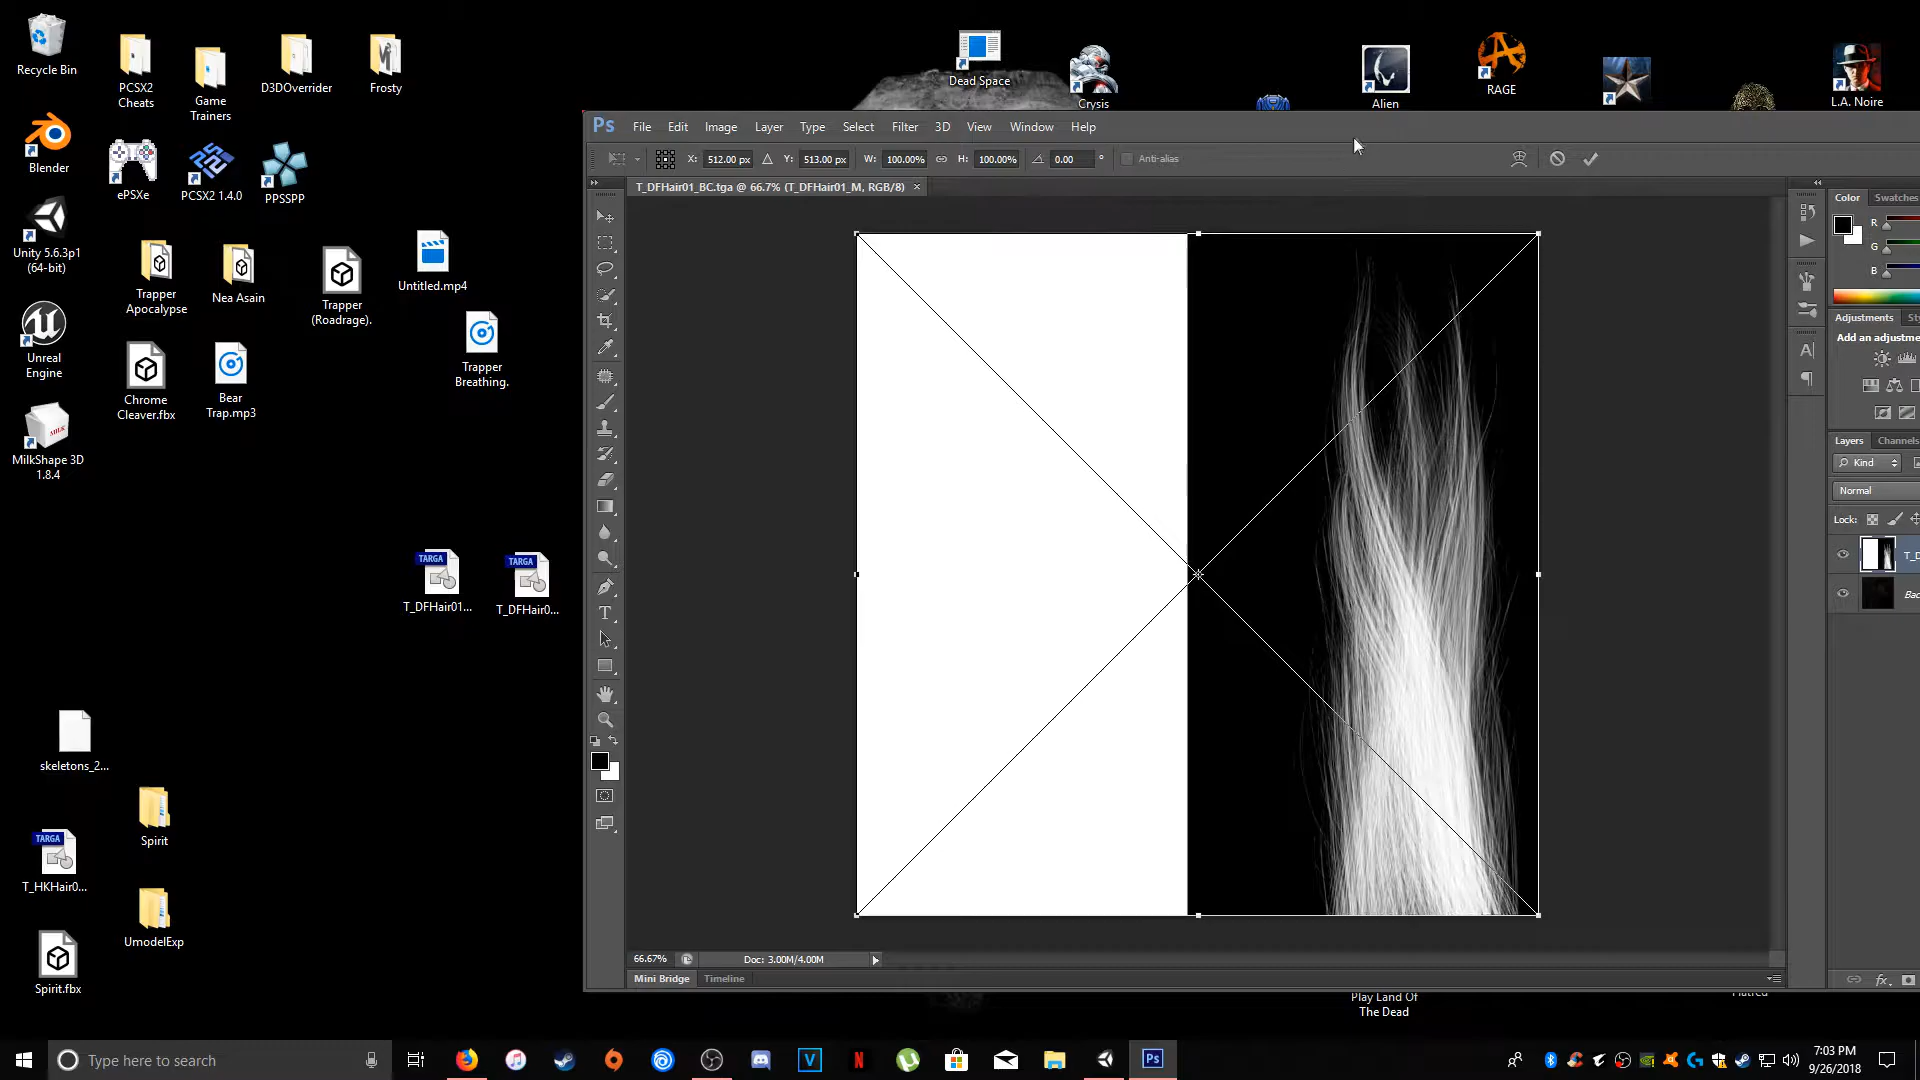 Recycle Bin
PCSX2
Cheats
Game
Trainers
D3DOverrider
Frosty
Dead Space
Crysis
Alien
RAGE
L.A. Noire
Blender
ePSXe
PCSX2 1.4.0
PPSSPP
Unity 5.6.3p1
(64-bit)
Trapper
Apocalypse
Nea Asain
Trapper
(Roadrage).
Untitled.mp4
Unreal
Engine
Chrome
Cleaver.fbx
Bear
Trap.mp3
Trapper
Breathing.
MILK
MilkShape 3D
1.8.4
TARGA
T_DFHair01...
TARGA
T_DFHair0...
skeletons_2...
Spirit
TARGA
T_HKHair0...
UmodelExp
Spirit.fbx
Ps
File
Edit
Image
Layer
Type
Select
Filter
3D
View
Window
Help
X: 512.00 px
Y: 513.00 px
W: 100.00%
H: 100.00%
0.00 °
Anti-alias
T_DFHair01_BC.tga @ 66.7% (T_DFHair01_M, RGB/8) ×
Color
Swatches
R
G
B
Adjustments
St
Add an adjustme
Layers
Channels
Kind
Normal
Lock:
T_D
Bac
fx
66.67%
Doc: 3.00M/4.00M
Mini Bridge
Timeline
Play Land Of
The Dead
Type here to search
V
N
Ps
7:03 PM
9/26/2018